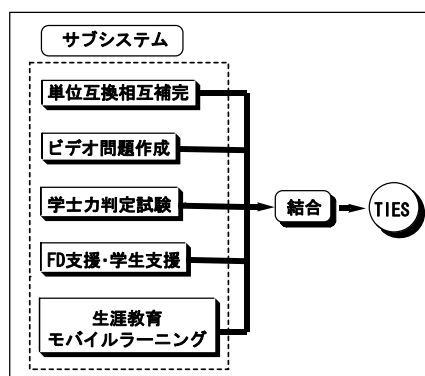 サブシステム
単位互換相互補完
ビデオ問題作成
学士力判定試験
FD支援・学生支援
生涯教育
モバイルラーニング
結合
TIES